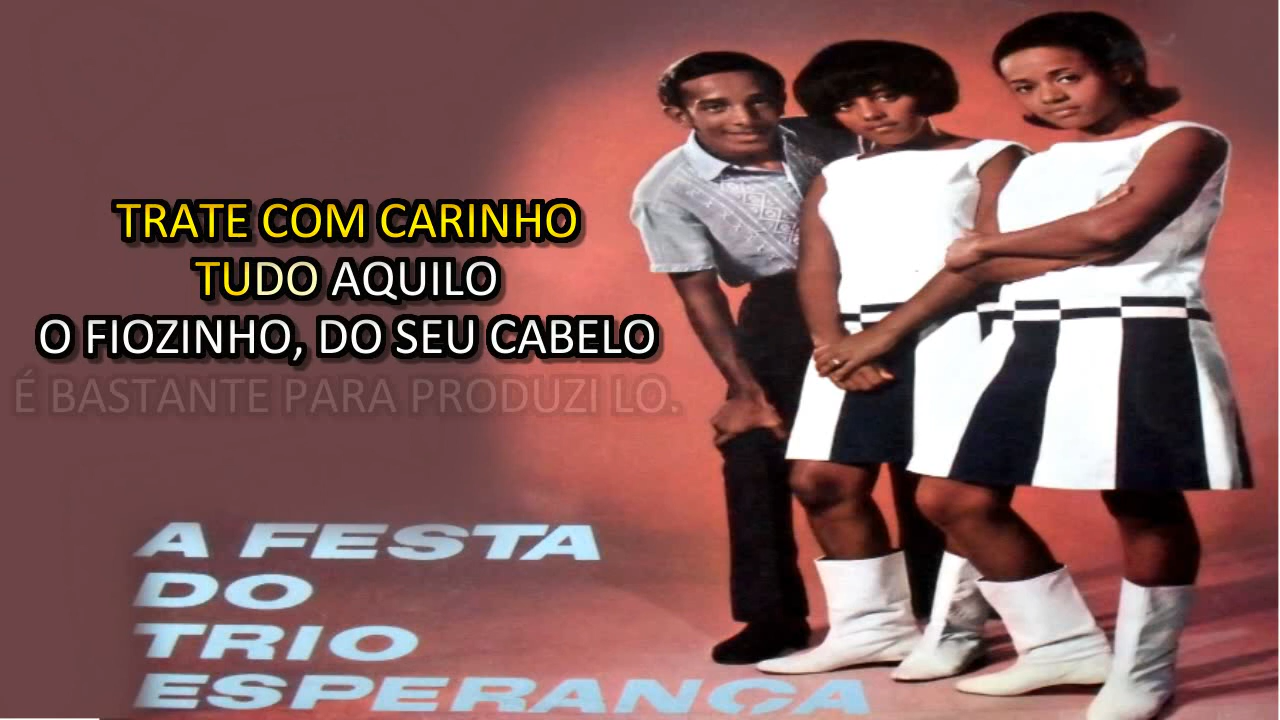 TRATE COM CARINHO
TUDO AQUILO
O FIOZINHO, DO SEU CABELO
É BASTANTE PARA PRODUZI LO.
A FESTA
DO
TRIO
ESPERANÇA